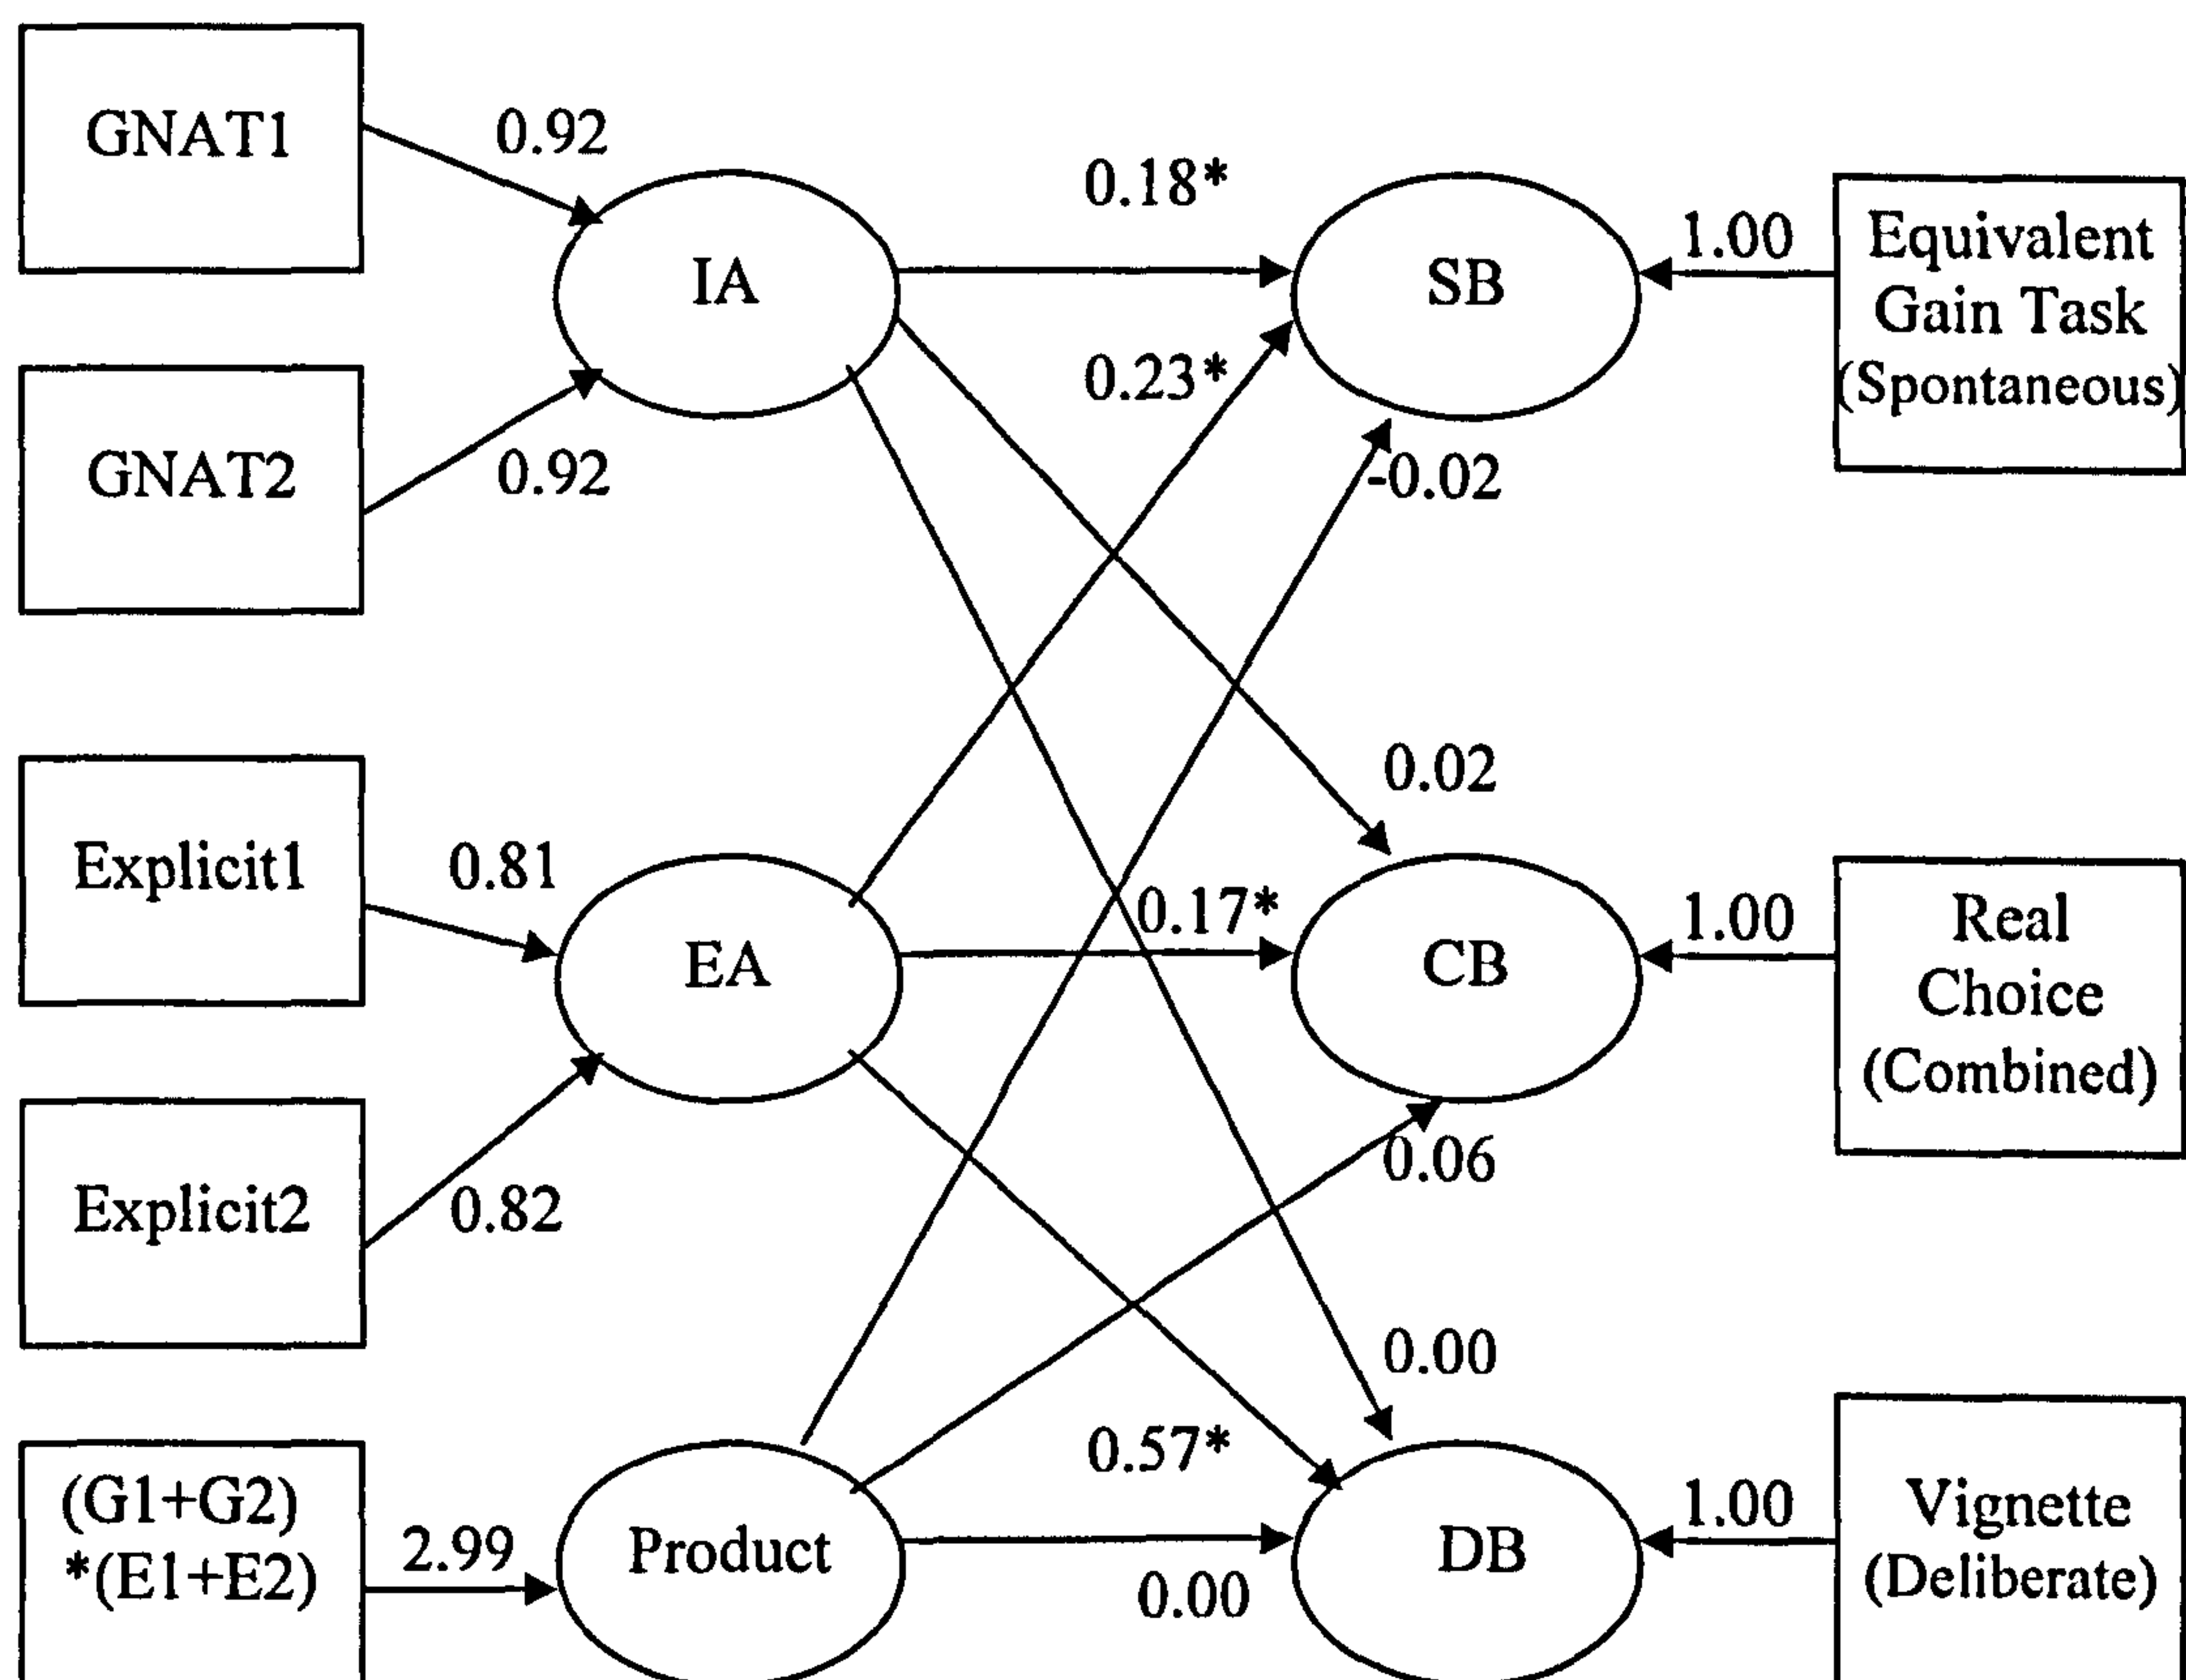 GNAT1
0.92
IA
0.18*
SB
1.00
Equivalent
Gain Task
(Spontaneous)
0.23*
GNAT2
0.92
-0.02
0.02
Explicit1
0.81
EA
0.17*
CB
1.00
Real
Choice
(Combined)
Explicit2
0.82
0.06
0.00
(G1+G2)
*(E1+E2)
2.99
Product
0.57*
0.00
DB
1.00
Vignette
(Deliberate)